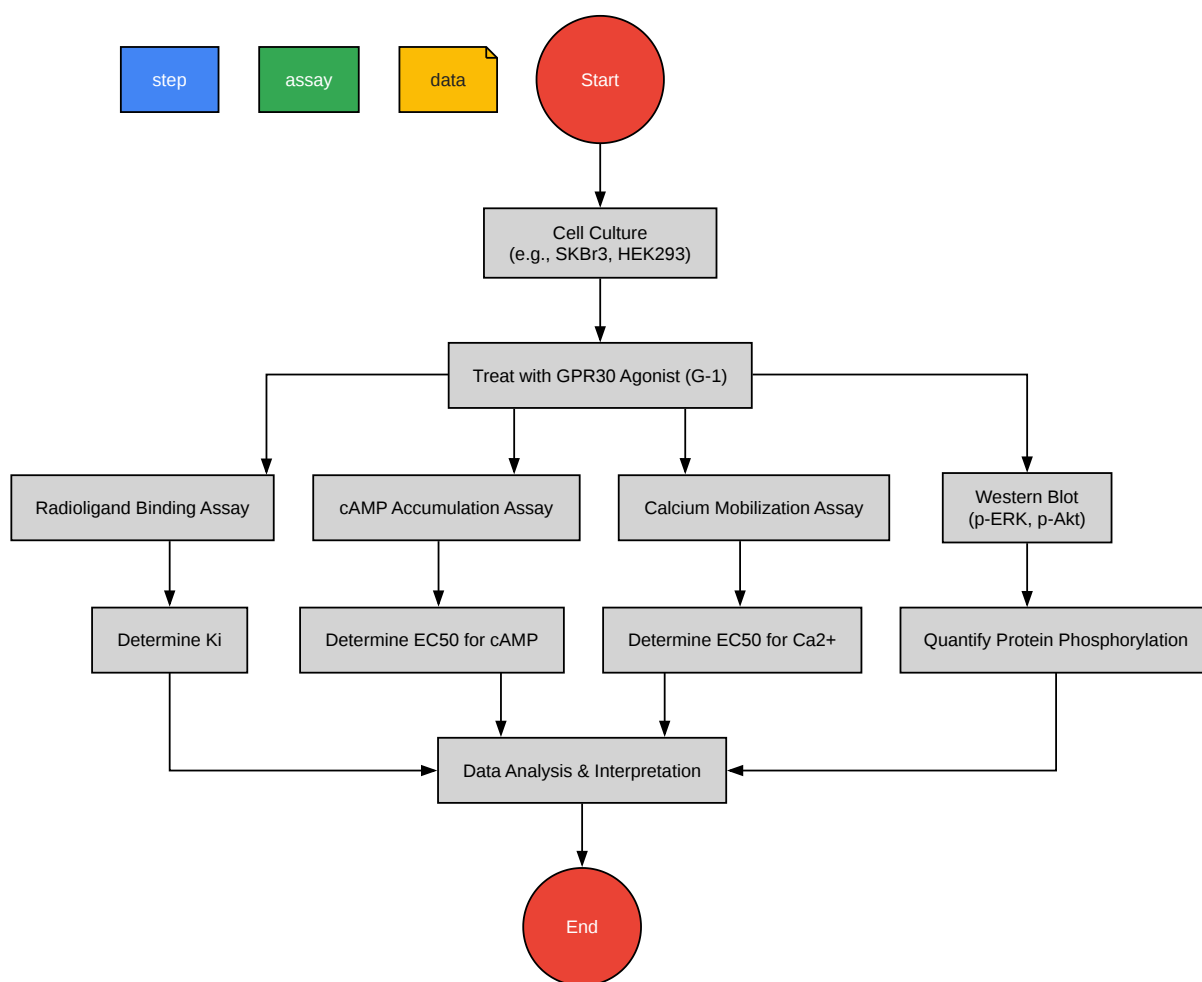 step
assay
data
Start
Cell Culture
(e.g., SKBr3, HEK293)
Treat with GPR30 Agonist (G-1)
Radioligand Binding Assay
cAMP Accumulation Assay
Calcium Mobilization Assay
Western Blot
(p-ERK, p-Akt)
Determine Ki
Determine EC50 for cAMP
Determine EC50 for Ca2+
Quantify Protein Phosphorylation
Data Analysis & Interpretation
End